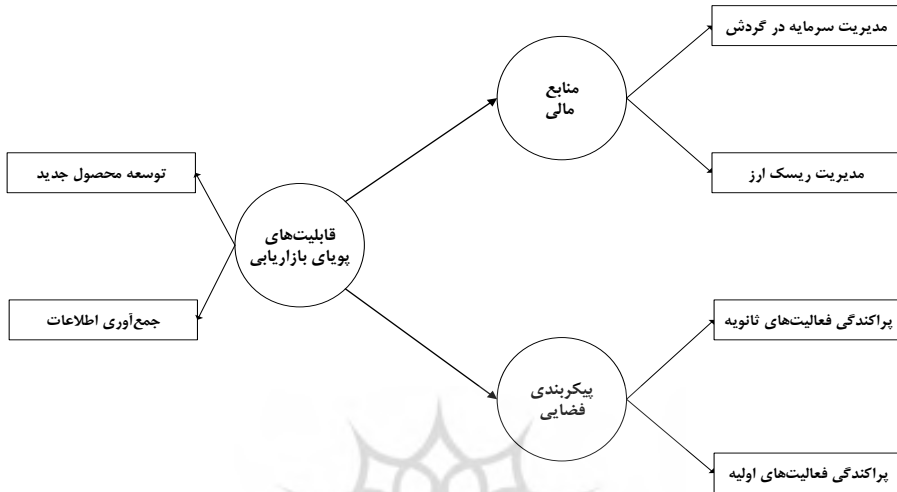 مدیریت سرمایه در گردش
منابع
مالی
مدیریت ریسک ارز
توسعه محصول جدید
قابلیت‌های
پویای بازاریابی
جمع‌آوری اطلاعات
پراکندگی فعالیت‌های ثانویه
پیکربندی
فضایی
پراکندگی فعالیت‌های اولیه